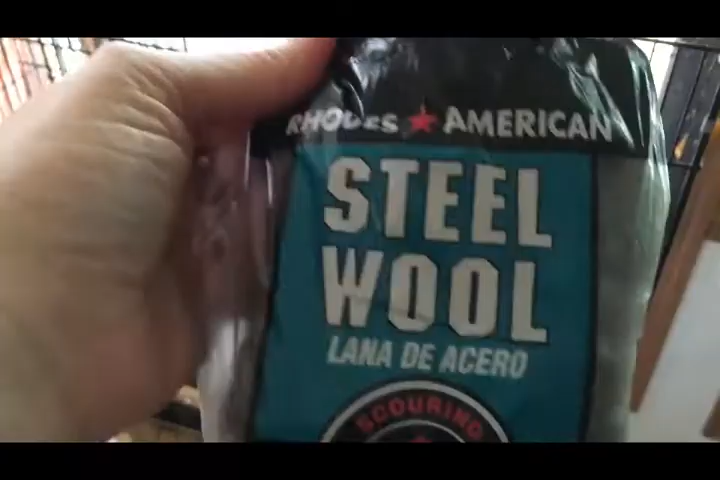 RHODES ★ AMERICAN
STEEL
WOOL
LANA DE ACERO
SCOURING